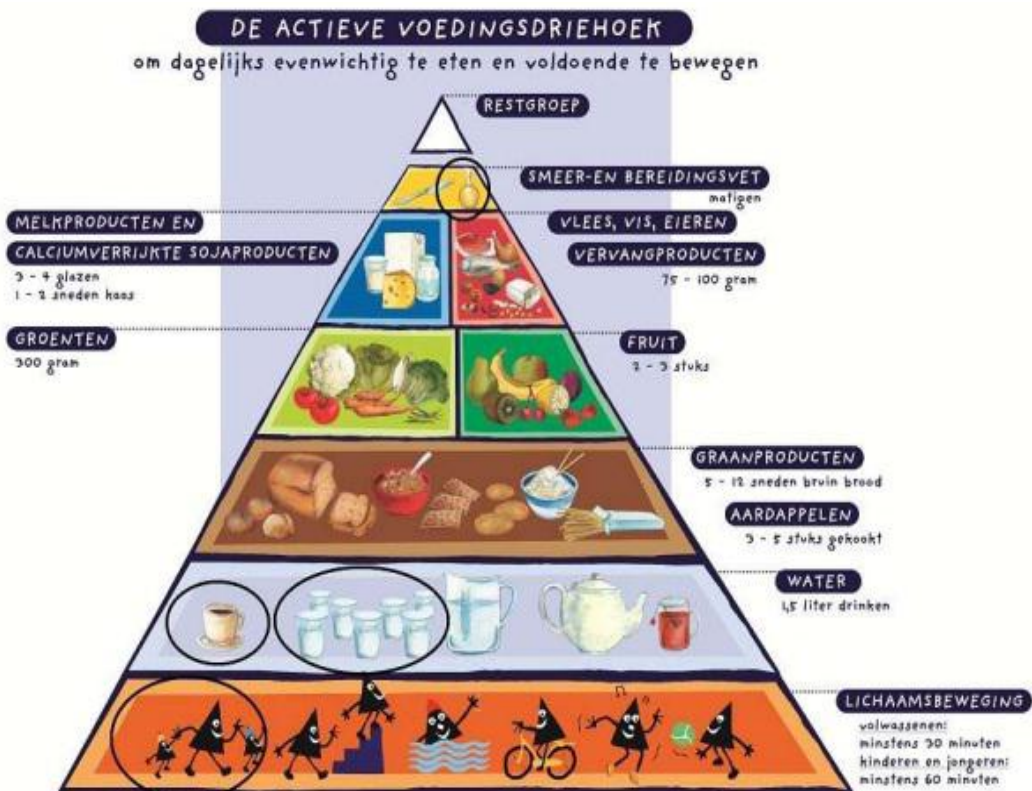 DE ACTIEVE VOEDINGSDRIEHOEK
om dagelijks evenwichtig te eten en voldoende te bewegen
RESTGROEP
SMEER-EN BEREIDINGSVET
matigen
MELKPRODUCTEN EN
CALCIUMVERRIJKTE SOJAPRODUCTEN
3 - 4 glazen
1 - 2 sneden kaas
VLEES, VIS, EIEREN
VERVANGPRODUCTEN
75 - 100 gram
GROENTEN
300 gram
FRUIT
2 - 3 stuks
GRAANPRODUCTEN
5 - 12 sneden bruin brood
AARDAPPELEN
3 - 5 stuks gekookt
WATER
1,5 liter drinken
LICHAAMSBEWEGING
volwassenen:
minstens 30 minuten
kinderen en jongeren:
minstens 60 minuten